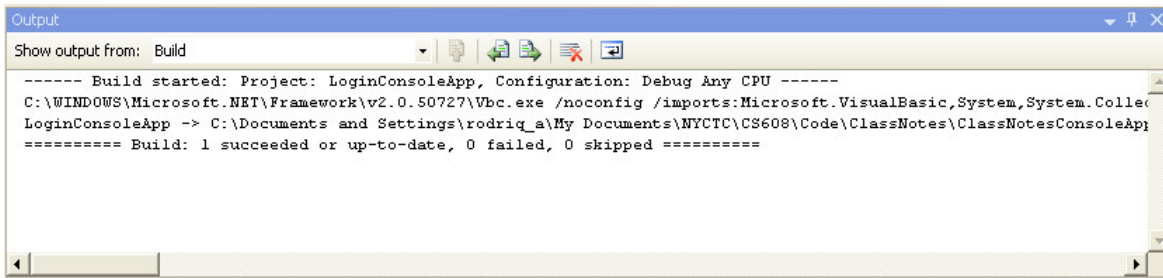 Output
Show output from: Build
------ Build started: Project: LoginConsoleApp, Configuration: Debug Any CPU ------
C:\WINDOWS\Microsoft.NET\Framework\v2.0.50727\Vbc.exe /noconfig /imports:Microsoft.VisualBasic,System,System.Collec
LoginConsoleApp -> C:\Documents and Settings\rodriq_a\My Documents\NYCTC\CS608\Code\ClassNotes\ClassNotesConsoleApp
========== Build: 1 succeeded or up-to-date, 0 failed, 0 skipped ==========